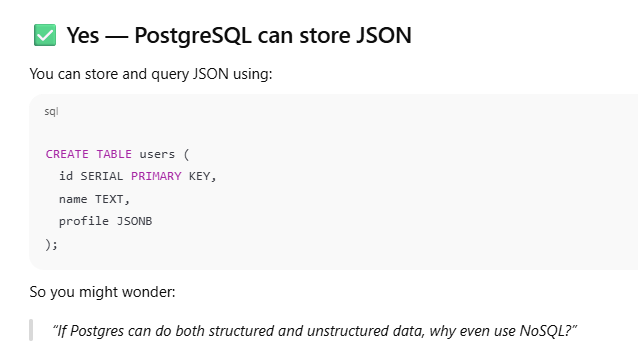 ✅ Yes — PostgreSQL can store JSON
You can store and query JSON using:
sql
CREATE TABLE users (
  id SERIAL PRIMARY KEY,
  name TEXT,
  profile JSONB
);
So you might wonder:
“If Postgres can do both structured and unstructured data, why even use NoSQL?”